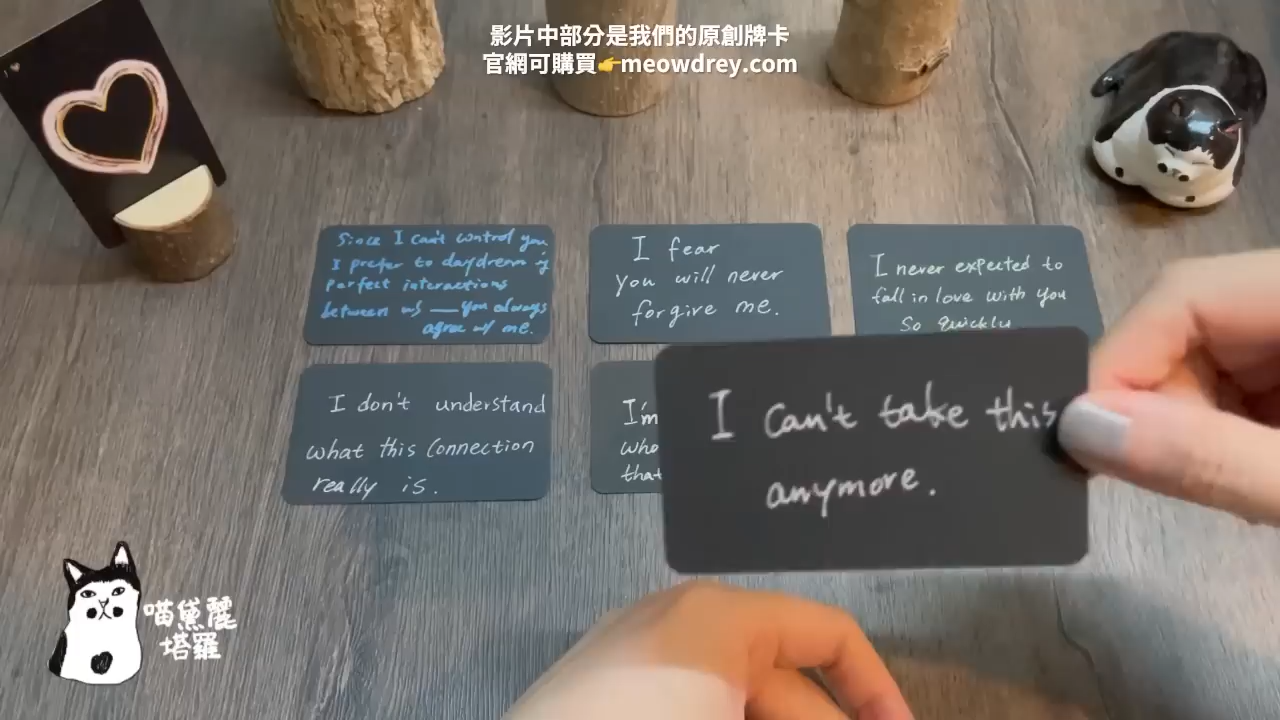 影片中部分是我們的原創牌卡
官網可購買👉meowdrey.com
Since I can't control you
I prefer to daydream of
perfect interactions
between us — you always
agree w/ me.
I fear
you will never
forgive me.
I never expected to
fall in love with you
so quickly
I don't understand
what this connection
really is.
I'm
who
that
I can't take this
anymore.
喵黛麗
塔羅